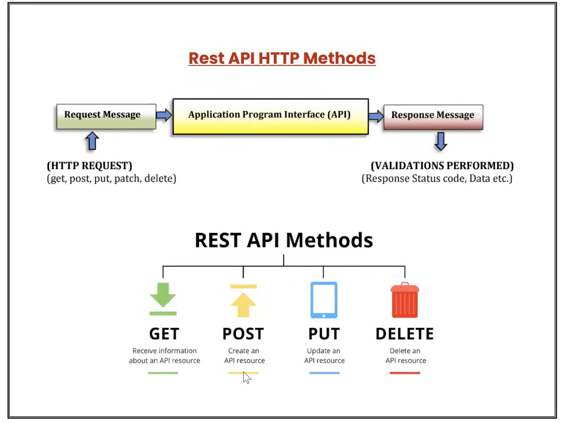 Rest API HTTP Methods
Request Message
Application Program Interface (API)
Response Message
(HTTP REQUEST)
(get, post, put, patch, delete)
(VALIDATIONS PERFORMED)
(Response Status code, Data etc.)
REST API Methods
GET
Receive information
about an API resource
POST
Create an
API resource
PUT
Update an
API resource
DELETE
Delete an
API resource